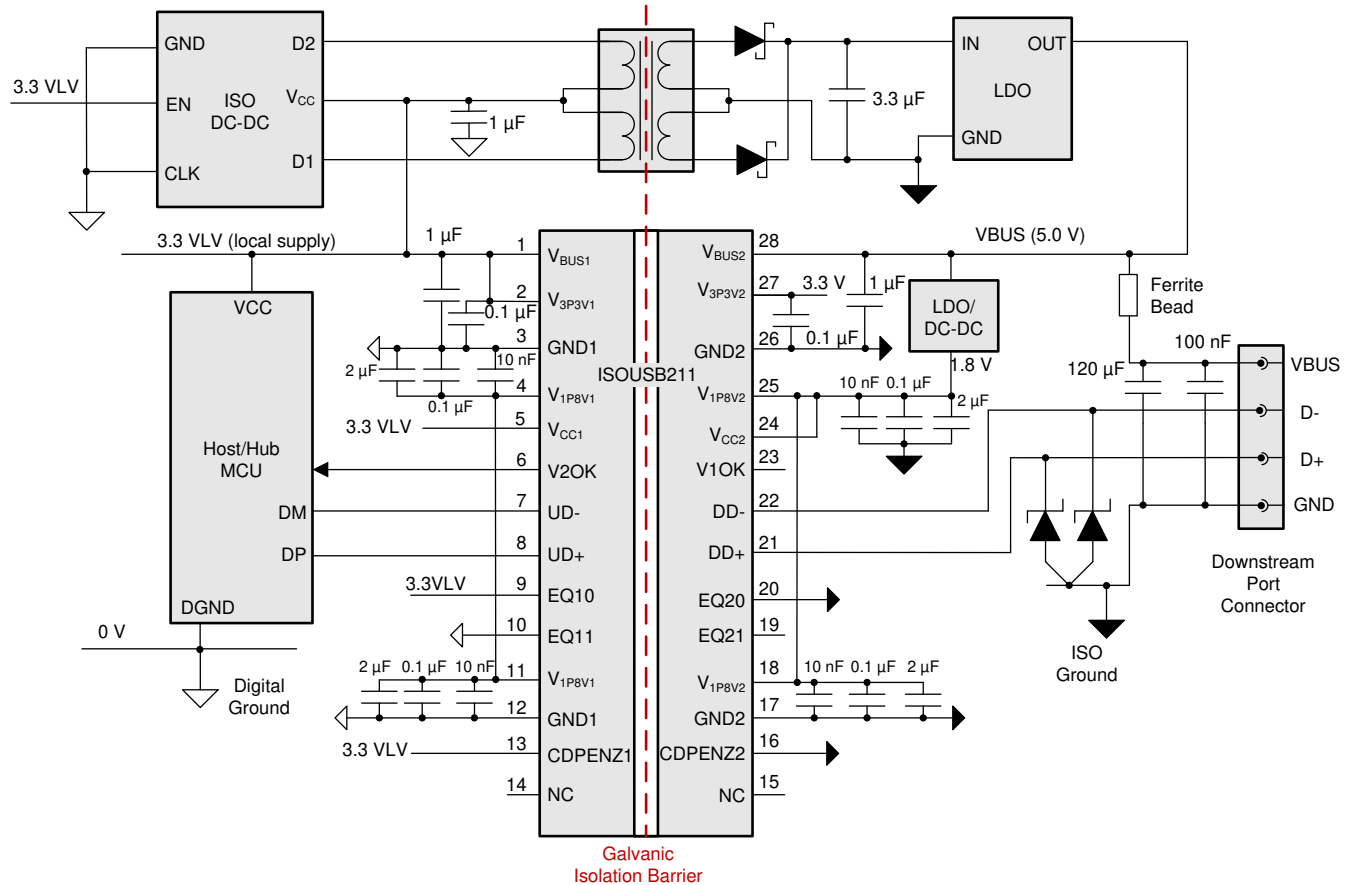 GND
D2
3.3 VLV
EN
ISO
DC-DC
VCC
1 µF
CLK
D1
3.3 µF
IN
OUT
LDO
GND
3.3 VLV (local supply)
VCC
Host/Hub
MCU
DM
DP
DGND
0 V
Digital
Ground
1 µF
0.1 µF
2 µF
10 nF
0.1 µF
3.3 VLV
3.3VLV
2 µF
0.1 µF
10 nF
3.3 VLV
1
VBUS1
2
V3P3V1
3
GND1
4
V1P8V1
5
VCC1
6
V2OK
7
UD-
8
UD+
9
EQ10
10
EQ11
11
V1P8V1
12
GND1
13
CDPENZ1
14
NC
ISOUSB211
28
VBUS2
27
V3P3V2
26
GND2
25
V1P8V2
24
VCC2
23
V1OK
22
DD-
21
DD+
20
EQ20
19
EQ21
18
V1P8V2
17
GND2
16
CDPENZ2
15
NC
VBUS (5.0 V)
3.3 V
1 µF
0.1 µF
LDO/
DC-DC
1.8 V
10 nF
0.1 µF
2 µF
10 nF
0.1 µF
2 µF
Ferrite
Bead
100 nF
120 µF
VBUS
D-
D+
GND
Downstream
Port
Connector
ISO
Ground
Galvanic
Isolation Barrier